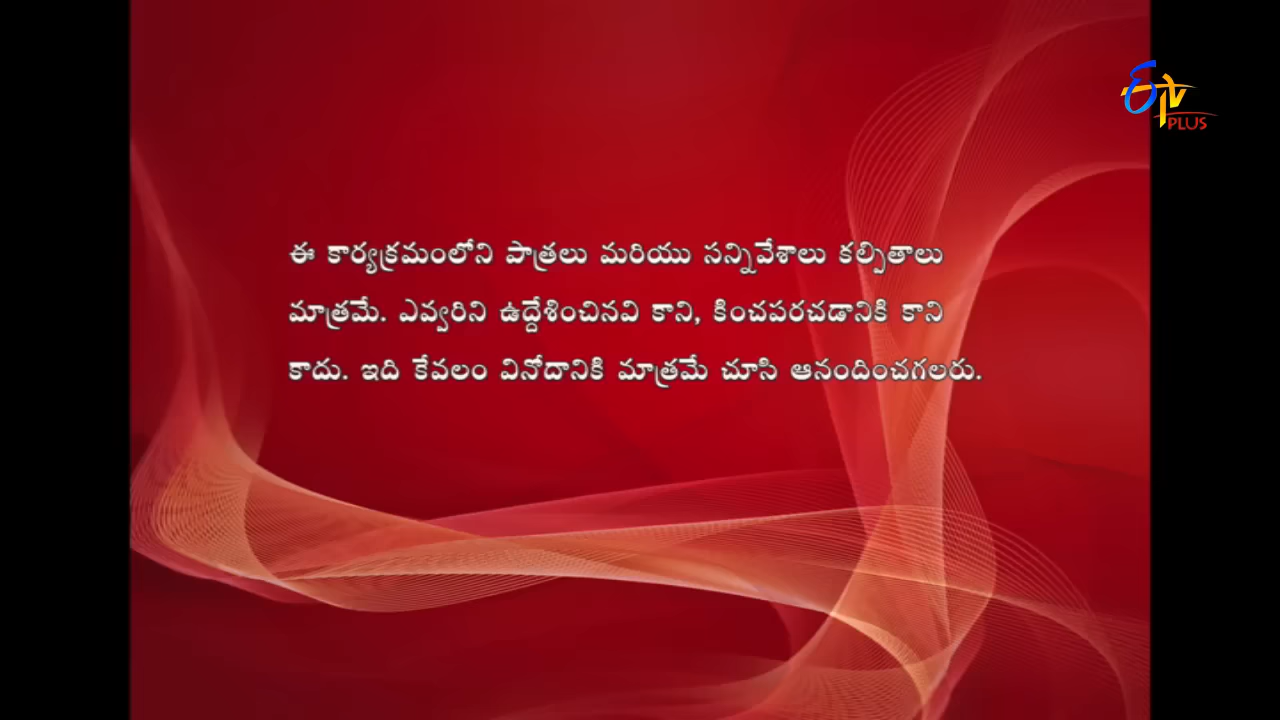 ETV PLUS
ఈ కార్యక్రమంలోని పాత్రలు మరియు సన్నివేశాలు కల్పితాలు
మాత్రమే. ఎవ్వరిని ఉద్దేశించినవి కాని, కించపరచడానికి కాని
కాదు. ఇది కేవలం వినోదానికి మాత్రమే చూసి ఆనందించగలరు.